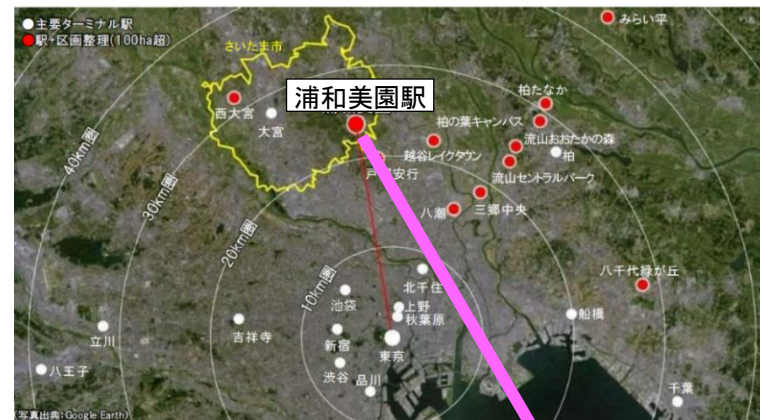 主要ターミナル駅
駅+区画整理(100ha超)
さいたま市
みらい平
浦和美園駅
西大宮
大宮
柏たなか
柏の葉キャンパス
流山おおたかの森
柏
越谷レイクタウン
流山セントラルパーク
八潮
三郷中央
40km圏
30km圏
20km圏
10km圏
八千代緑が丘
北千住
池袋
上野
秋葉原
船橋
立川
吉祥寺
新宿
東京
八王子
渋谷
品川
千葉
(写真出典:Google Earth)